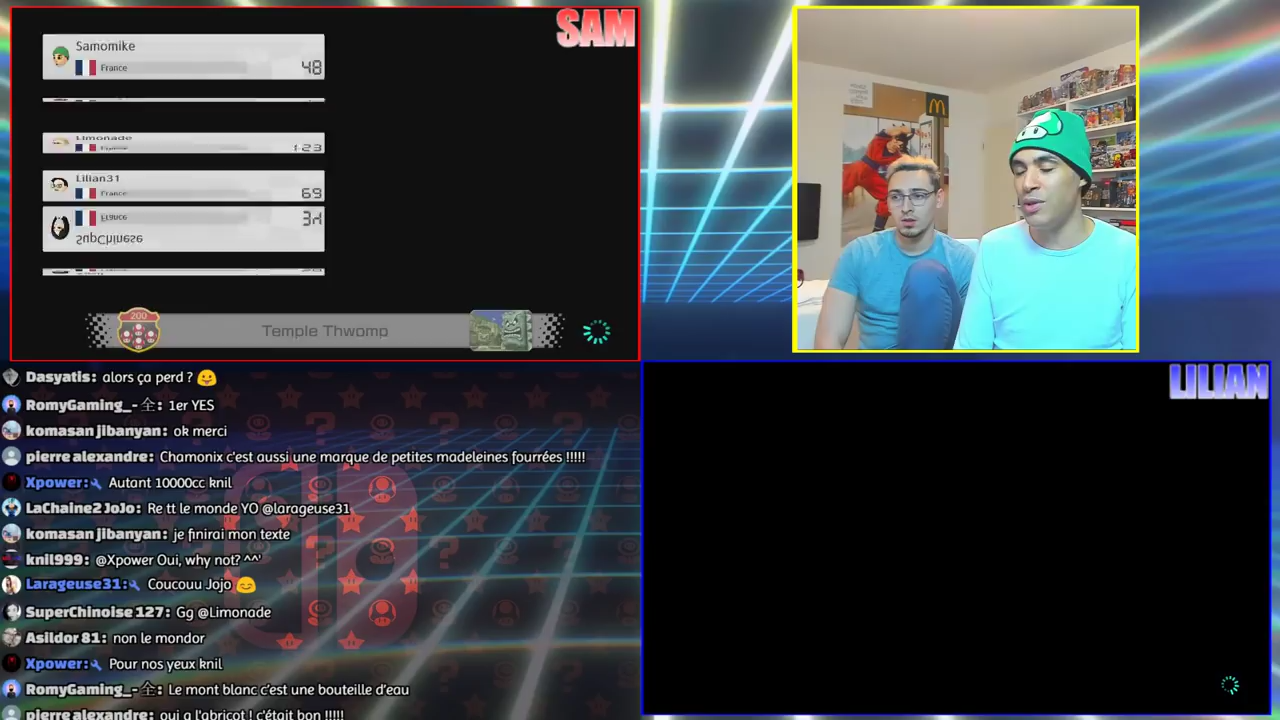 SAM
Samomike
France 48
Limonade
France 123
Lilian31
France 69
France
SupChinese
200 Temple Thwomp
LILIAN
Dasyatis: alors ça perd ? 😀
RomyGaming_- 全: 1er YES
komasan jibanyan: ok merci
pierre alexandre: Chamonix c'est aussi une marque de petites madeleines fourrées !!!!!
Xpower: Autant 10000cc knil
LaChaine2 JoJo: Re tt le monde YO @larageuse31
komasan jibanyan: je finirai mon texte
knil999: @Xpower Oui, why not? ^^'
Larageuse31: Coucouu Jojo 😊
SuperChinoise 127: Gg @Limonade
Asildor 81: non le mondor
Xpower: Pour nos yeux knil
RomyGaming_- 全: Le mont blanc c'est une bouteille d'eau
pierre alexandre: oui a l'abricot ! c'était bon !!!!!